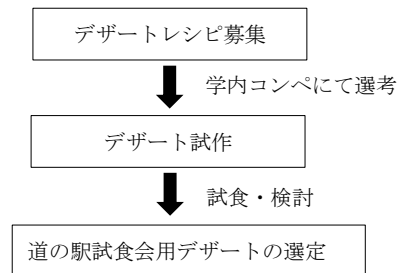 デザートレシピ募集
学内コンペにて選考
デザート試作
試食・検討
道の駅試食会用デザートの選定